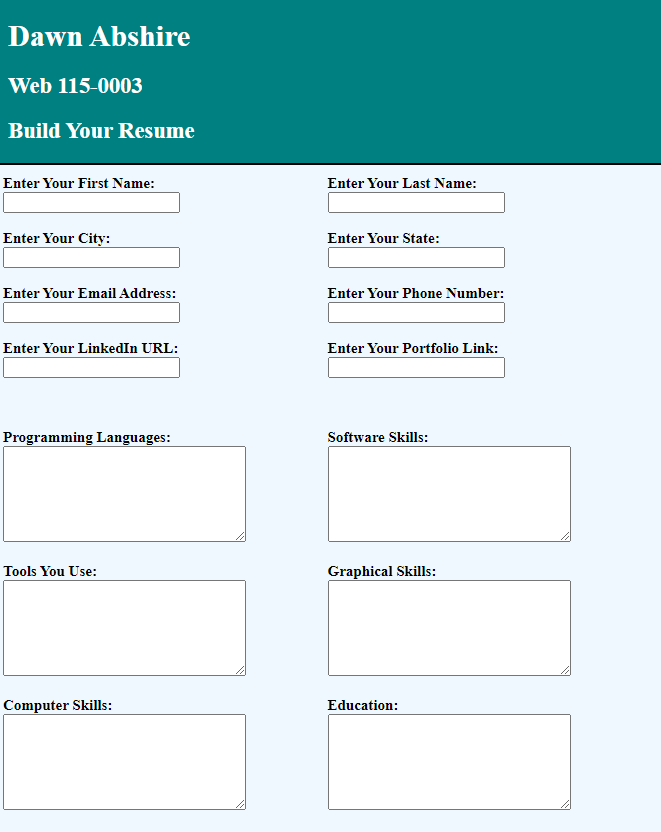 Dawn Abshire
Web 115-0003
Build Your Resume
Enter Your First Name:
Enter Your Last Name:
Enter Your City:
Enter Your State:
Enter Your Email Address:
Enter Your Phone Number:
Enter Your LinkedIn URL:
Enter Your Portfolio Link:
Programming Languages:
Software Skills:
Tools You Use:
Graphical Skills:
Computer Skills:
Education: